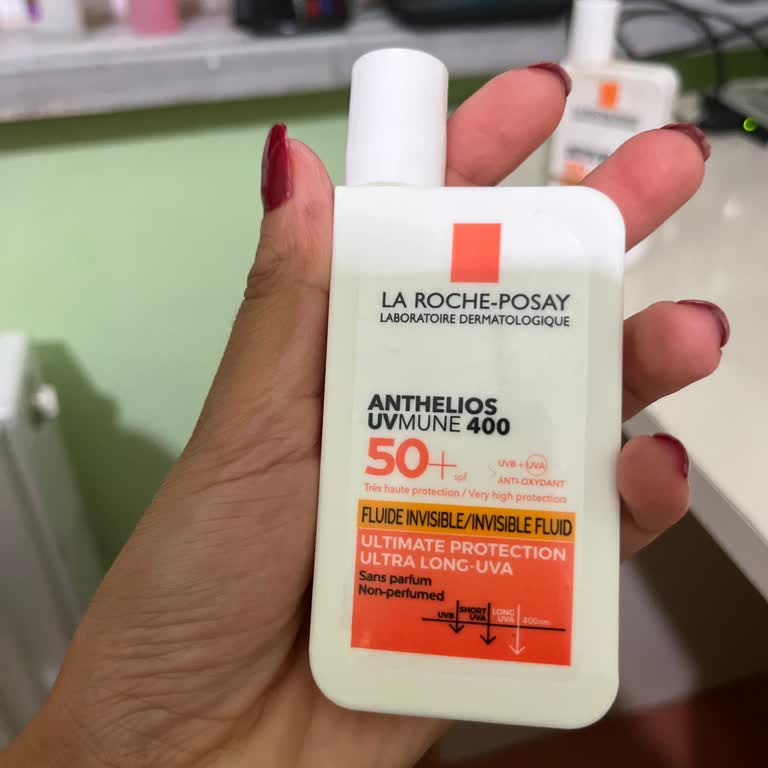 LA ROCHE-POSAY
LABORATOIRE DERMATOLOGIQUE
ANTHELIOS
UVMUNE 400
50+ spf
UVB + UVA
ANTI-OXYDANT
Très haute protection / Very high protection
FLUIDE INVISIBLE/INVISIBLE FLUID
ULTIMATE PROTECTION
ULTRA LONG-UVA
Sans parfum
Non-perfumed
UVB SHORT UVA LONG UVA 400nm